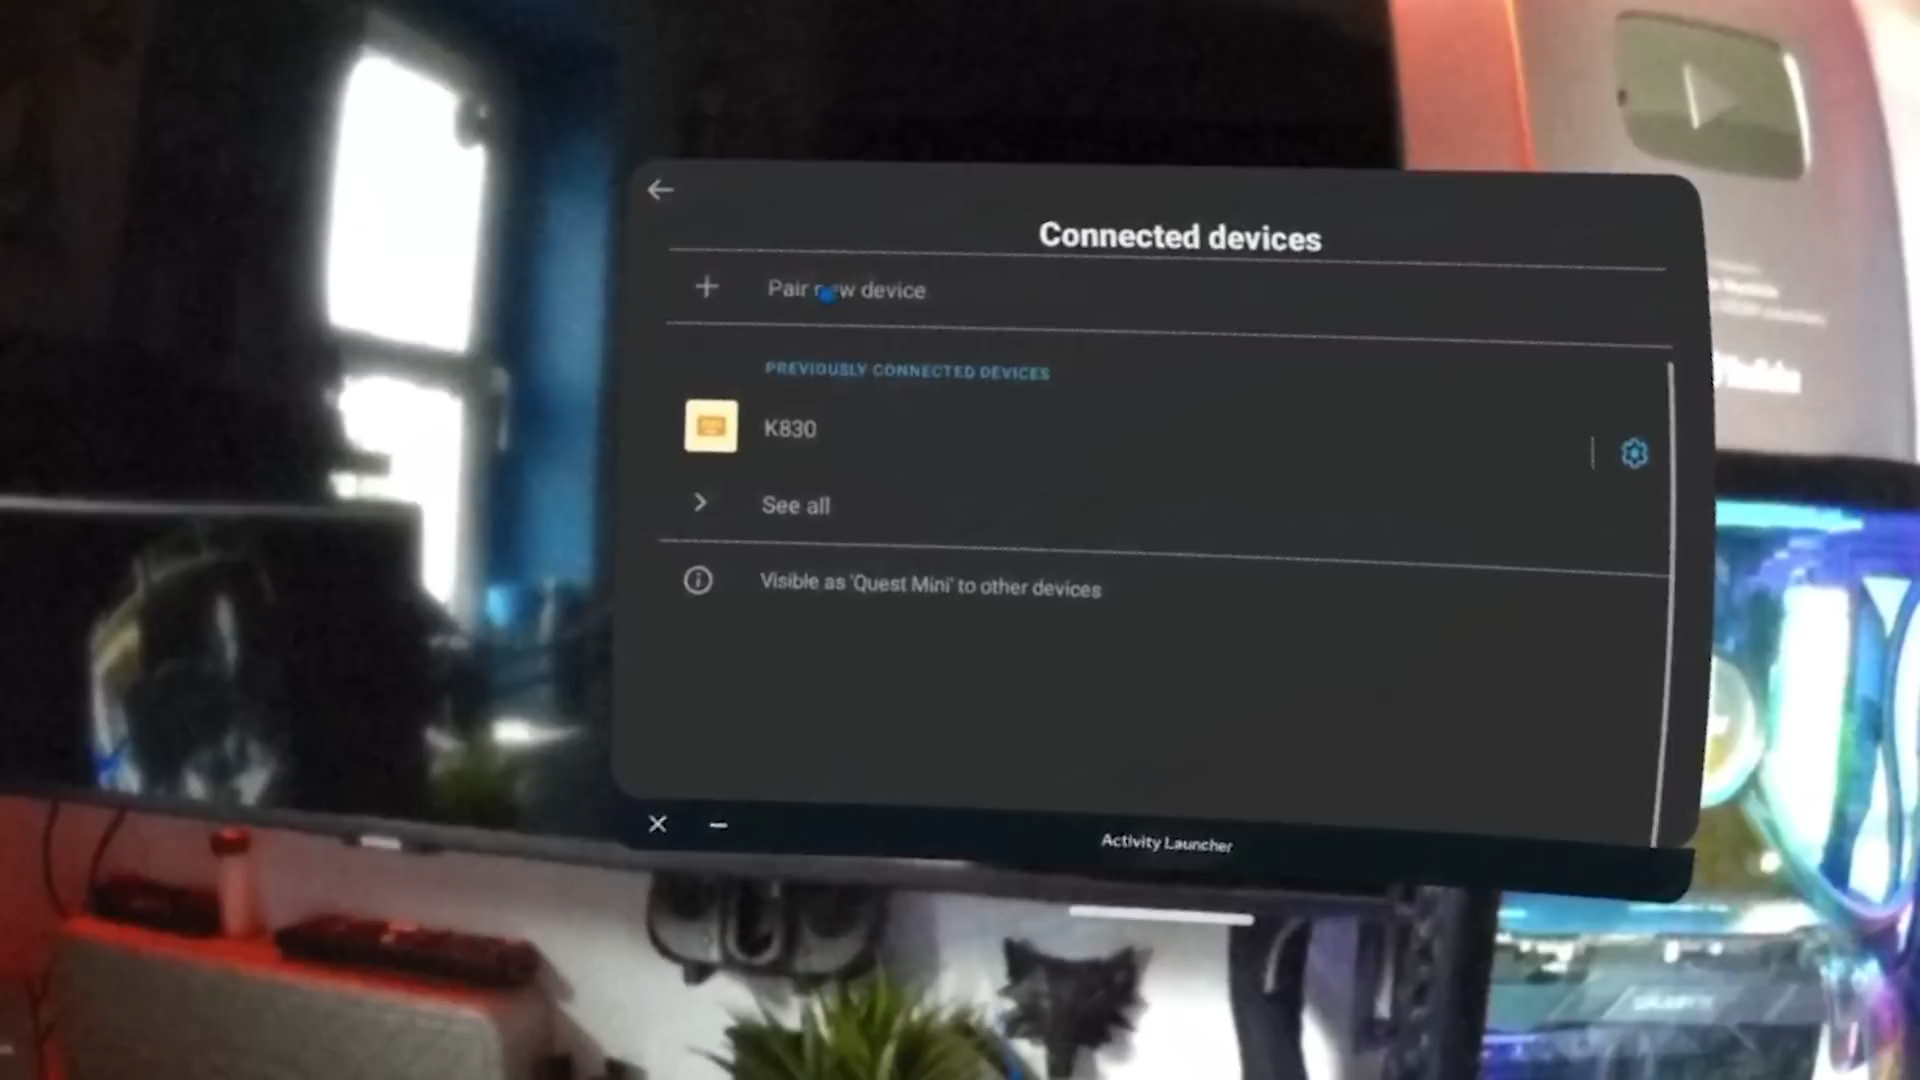 Connected devices
Pair new device
PREVIOUSLY CONNECTED DEVICES
K830
See all
Visible as 'Quest Mini' to other devices
Activity Launcher